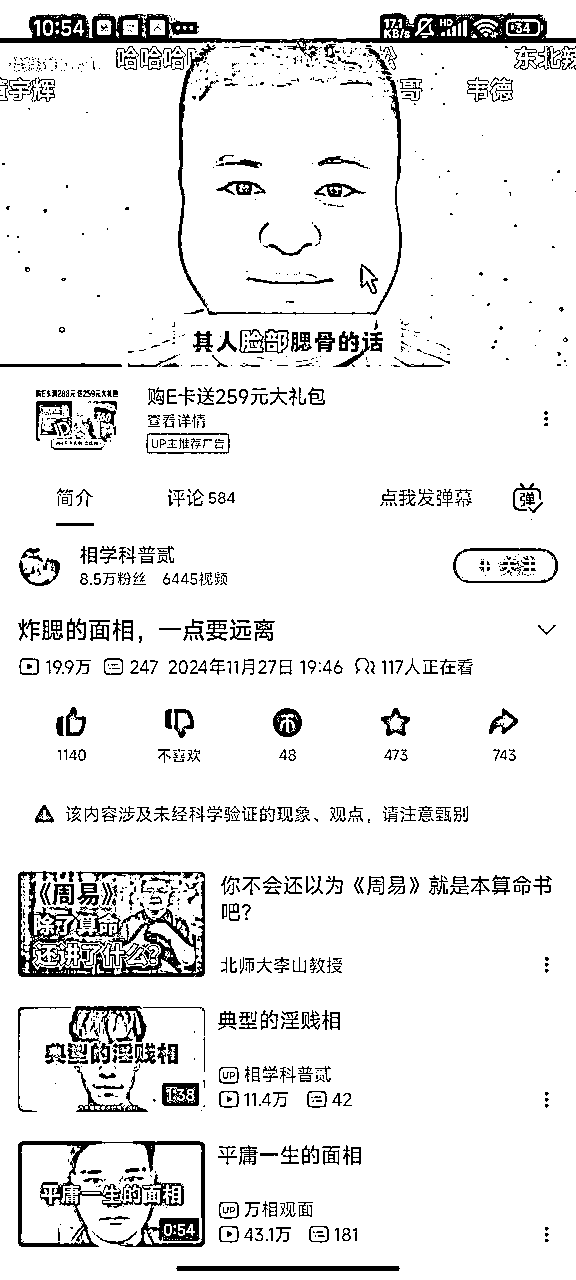 10:54
17.1 KB/s
HD
34
哈哈哈
东北
董宇辉
哥
韦德
其人脸部腮骨的话
购E卡送259元大礼包
查看详情
UP主推荐广告
简介
评论 584
点我发弹幕
弹
相学科普贰
8.5万粉丝 6445视频
+ 关注
炸腮的面相，一点要远离
19.9万 247 2024年11月27日 19:46 117人正在看
1140
不喜欢
48
473
743
该内容涉及未经科学验证的现象、观点，请注意甄别
《周易》
除了算命
还讲了什么？
你不会还以为《周易》就是本算命书吧？
北师大李山教授
典型的淫贱相
1:38
典型的淫贱相
UP 相学科普贰
11.4万 42
平庸一生的面相
0:54
平庸一生的面相
UP 万相观面
43.1万 181